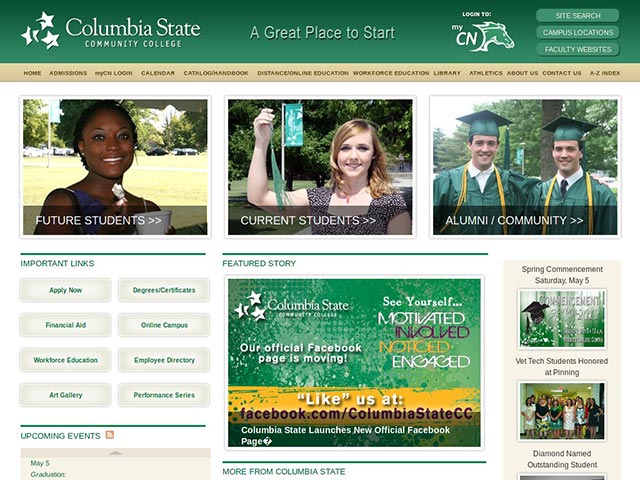 Columbia State
COMMUNITY COLLEGE
A Great Place to Start
LOGIN TO:
my
CN
SITE SEARCH
CAMPUS LOCATIONS
FACULTY WEBSITES
HOME ADMISSIONS myCN LOGIN CALENDAR CATALOG/HANDBOOK DISTANCE/ONLINE EDUCATION WORKFORCE EDUCATION LIBRARY ATHLETICS ABOUT US CONTACT US A-Z INDEX
FUTURE STUDENTS >>
CURRENT STUDENTS >>
ALUMNI / COMMUNITY >>
IMPORTANT LINKS
Apply Now
Degrees/Certificates
Financial Aid
Online Campus
Workforce Education
Employee Directory
Art Gallery
Performance Series
UPCOMING EVENTS
May 5
Graduation:
FEATURED STORY
Columbia State
COMMUNITY COLLEGE
See Yourself...
MOTIVATED
INVOLVED
NOTICED
ENGAGED
Our official Facebook
page is moving!
"Like" us at:
facebook.com/ColumbiaStateCC
Columbia State Launches New Official Facebook
Page�
MORE FROM COLUMBIA STATE
Spring Commencement
Saturday, May 5
COMMENCEMENT
Vet Tech Students Honored
at Pinning
Diamond Named
Outstanding Student